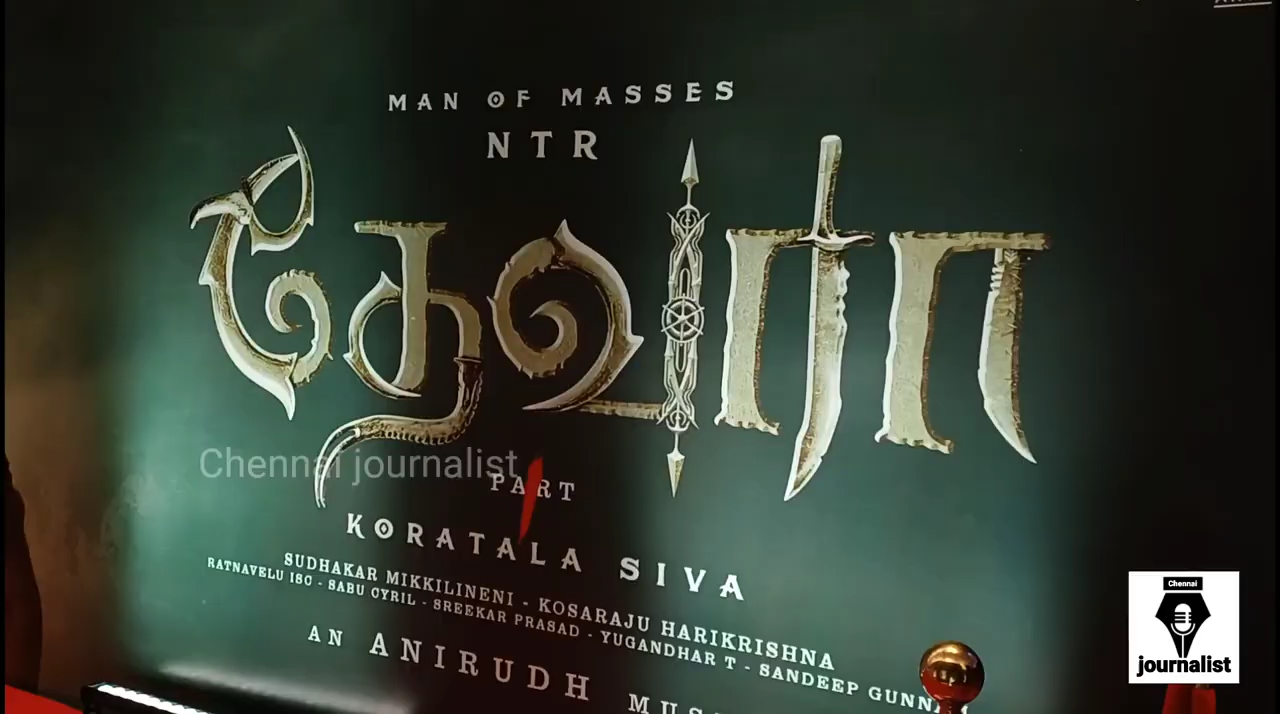 MAN OF MASSES
NTR
தேவரா
Chennai journalist
PART
KORATALA SIVA
SUDHAKAR MIKKILINENI - KOSARAJU HARIKRISHNA
RATNAVELU ISC - SABU CYRIL - SREEKAR PRASAD - YUGANDHAR T - SANDEEP
AN ANIRUDH
Chennai
journalist